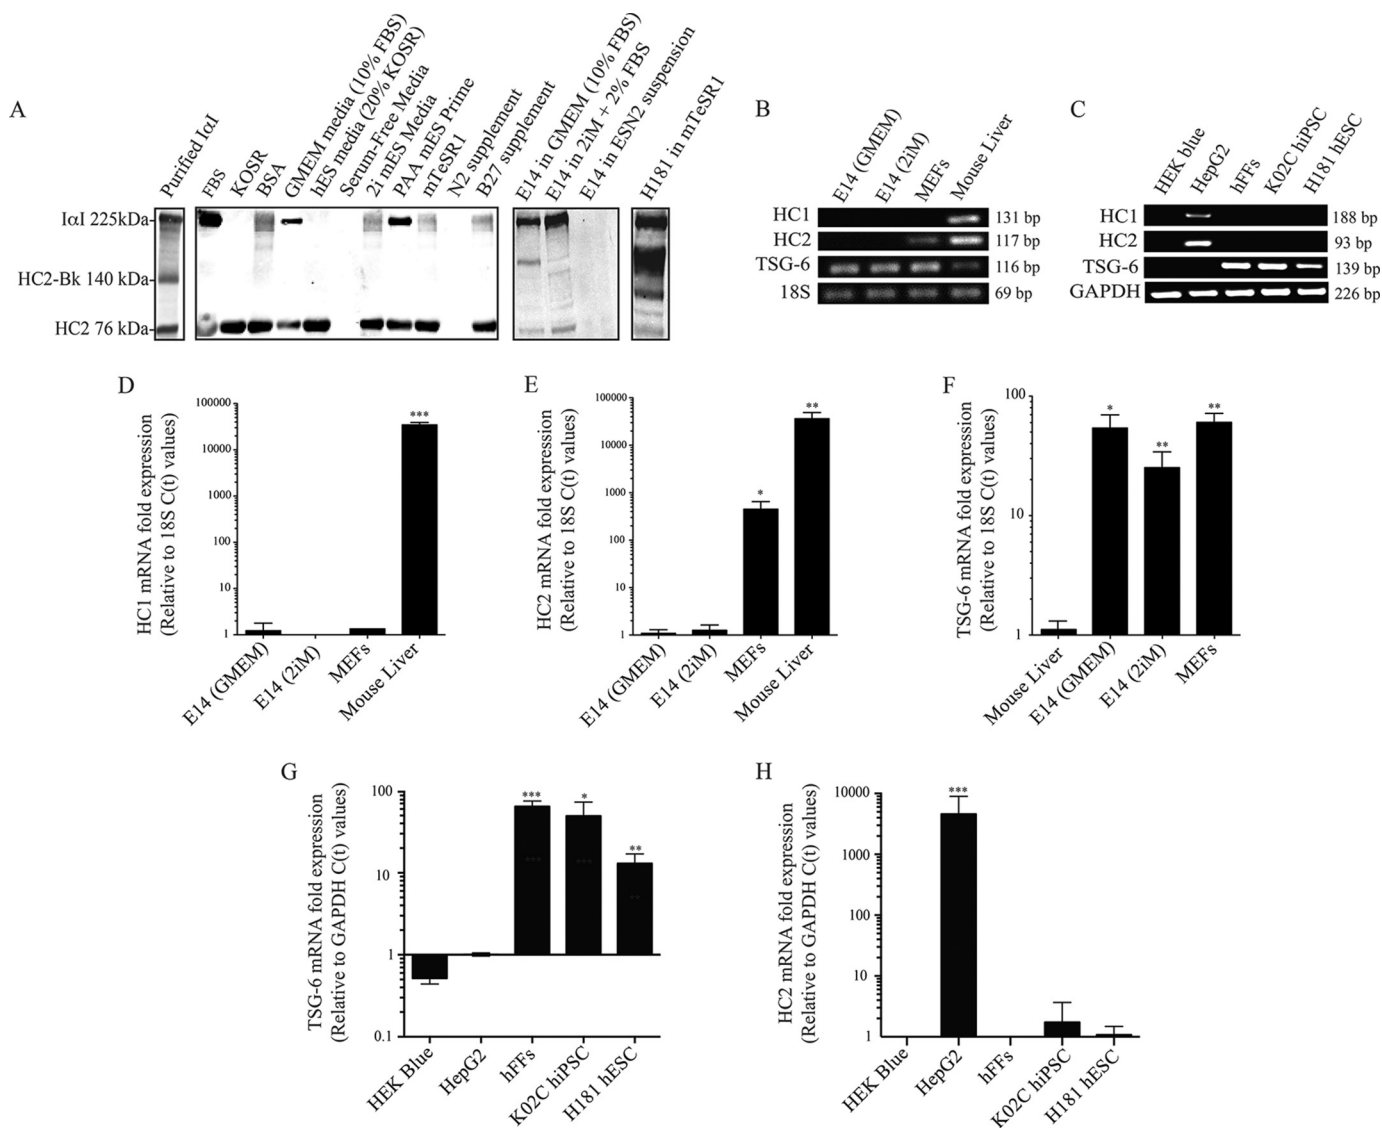 A
Purified IαI
FBS
KOSR
BSA
GMEM media (10% FBS)
hES media (20% KOSR)
Serum-Free Media
2i mES Media
PAA mES Prime
mTeSR1
N2 supplement
B27 supplement
E14 in GMEM (10% FBS)
E14 in 2iM + 2% FBS
E14 in ESN2 suspension
H181 in mTeSR1
IαI 225kDa
HC2-Bk 140 kDa
HC2 76 kDa
B
E14 (GMEM)
E14 (2iM)
MEFs
Mouse Liver
HC1 131 bp
HC2 117 bp
TSG-6 116 bp
18S 69 bp
C
HEK blue
HepG2
hFFs
K02C hiPSC
H181 hESC
HC1 188 bp
HC2 93 bp
TSG-6 139 bp
GAPDH 226 bp
D
HC1 mRNA fold expression
(Relative to 18S C(t) values)
100000
10000
1000
100
10
1
***
E14 (GMEM)
E14 (2iM)
MEFs
Mouse Liver
E
HC2 mRNA fold expression
(Relative to 18S C(t) values)
100000
10000
1000
100
10
1
*
**
E14 (GMEM)
E14 (2iM)
MEFs
Mouse Liver
F
TSG-6 mRNA fold expression
(Relative to 18S C(t) values)
100
10
1
*
**
**
Mouse Liver
E14 (GMEM)
E14 (2iM)
MEFs
G
TSG-6 mRNA fold expression
(Relative to GAPDH C(t) values)
100
10
1
0.1
***
*
**
***
***
**
HEK Blue
HepG2
hFFs
K02C hiPSC
H181 hESC
H
HC2 mRNA fold expression
(Relative to GAPDH C(t) values)
10000
1000
100
10
1
***
HEK Blue
HepG2
hFFs
K02C hiPSC
H181 hESC